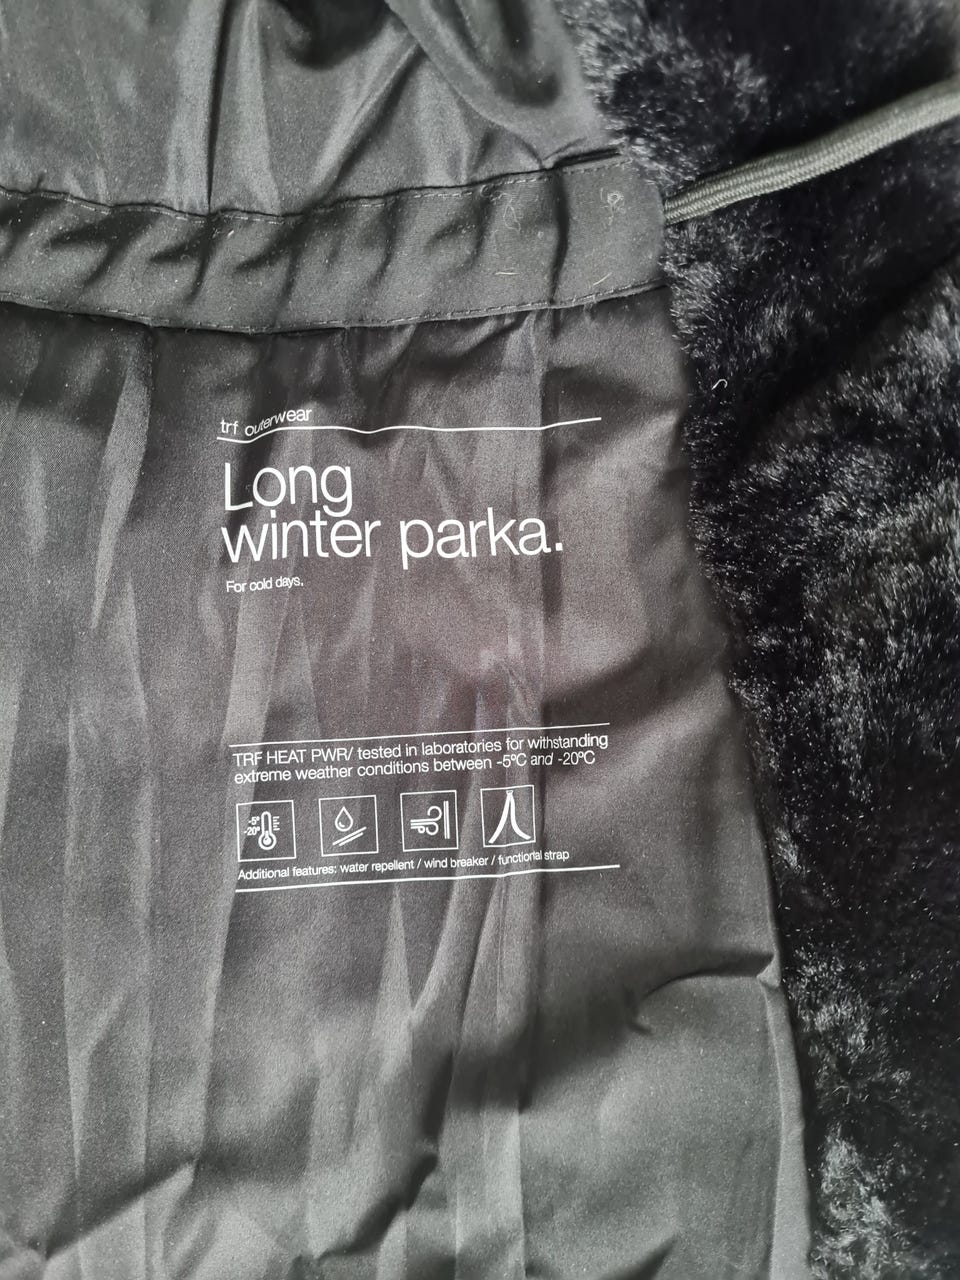 trf outerwear
Long
winter parka.
For cold days.
TRF HEAT PWR/ tested in laboratories for withstanding
extreme weather conditions between -5ºC and -20ºC
-5º
-20º
Additional features: water repellent / wind breaker / functional strap